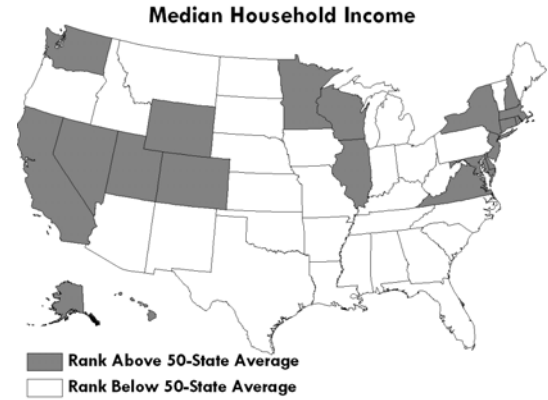 Median Household Income
Rank Above 50-State Average
Rank Below 50-State Average